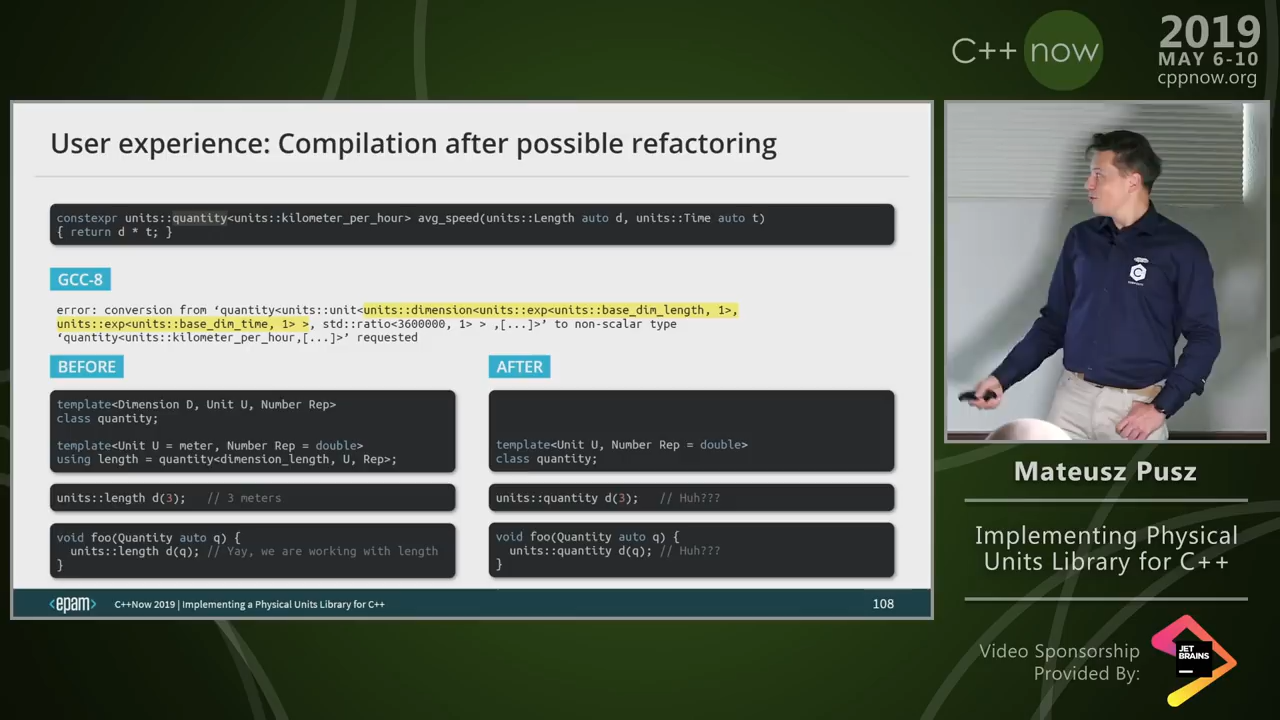 C++ now
2019
MAY 6-10
cppnow.org
User experience: Compilation after possible refactoring
constexpr units::quantity<units::kilometer_per_hour> avg_speed(units::Length auto d, units::Time auto t)
{ return d * t; }
GCC-8
error: conversion from ‘quantity<units::unit<units::dimension<units::exp<units::base_dim_length, 1>,
units::exp<units::base_dim_time, 1> >, std::ratio<3600000, 1> > ,[...]>’ to non-scalar type
‘quantity<units::kilometer_per_hour,[...]>’ requested
BEFORE
template<Dimension D, Unit U, Number Rep>
class quantity;
template<Unit U = meter, Number Rep = double>
using length = quantity<dimension_length, U, Rep>;
units::length d(3);   // 3 meters
void foo(Quantity auto q) {
  units::length d(q); // Yay, we are working with length
}
AFTER
template<Unit U, Number Rep = double>
class quantity;
units::quantity d(3);   // Huh???
void foo(Quantity auto q) {
  units::quantity d(q); // Huh???
}
<epam>
C++Now 2019 | Implementing a Physical Units Library for C++
108
Mateusz Pusz
Implementing Physical
Units Library for C++
Video Sponsorship
Provided By:
JET
BRAINS